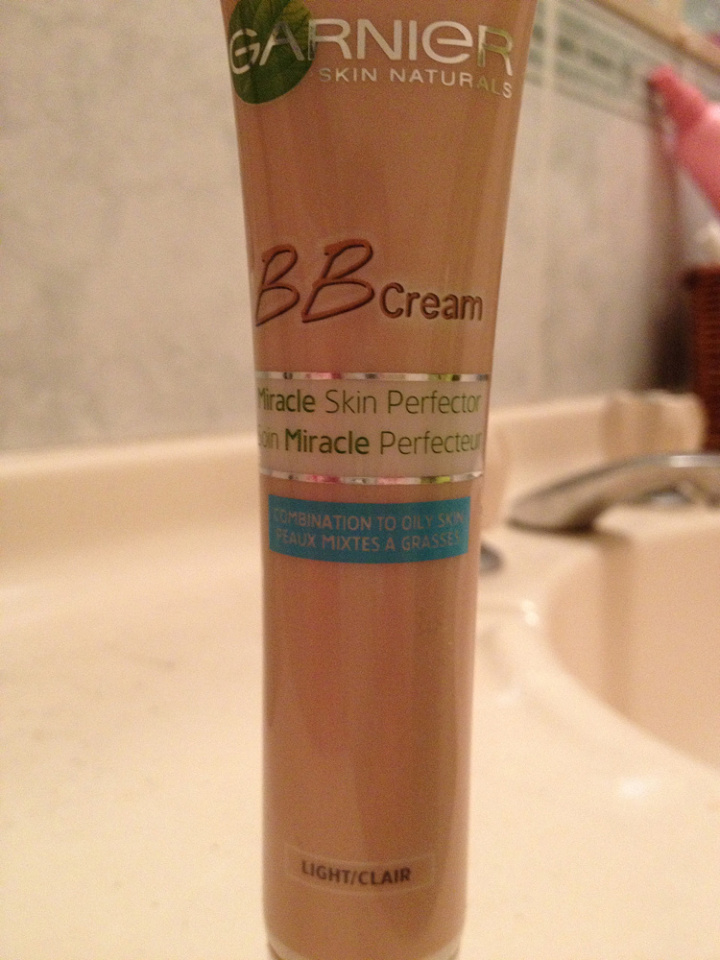 GARNIER
SKIN NATURALS
BB Cream
Miracle Skin Perfector
Soin Miracle Perfecteur
COMBINATION TO OILY SKIN
PEAUX MIXTES À GRASSES
LIGHT/CLAIR